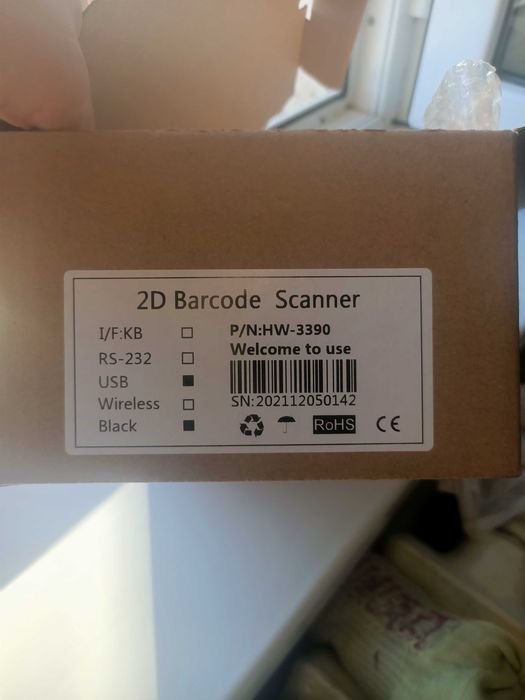 2D Barcode Scanner
I/F:KB
RS-232
USB
Wireless
Black
P/N:HW-3390
Welcome to use
SN:202112050142
RoHS
CE